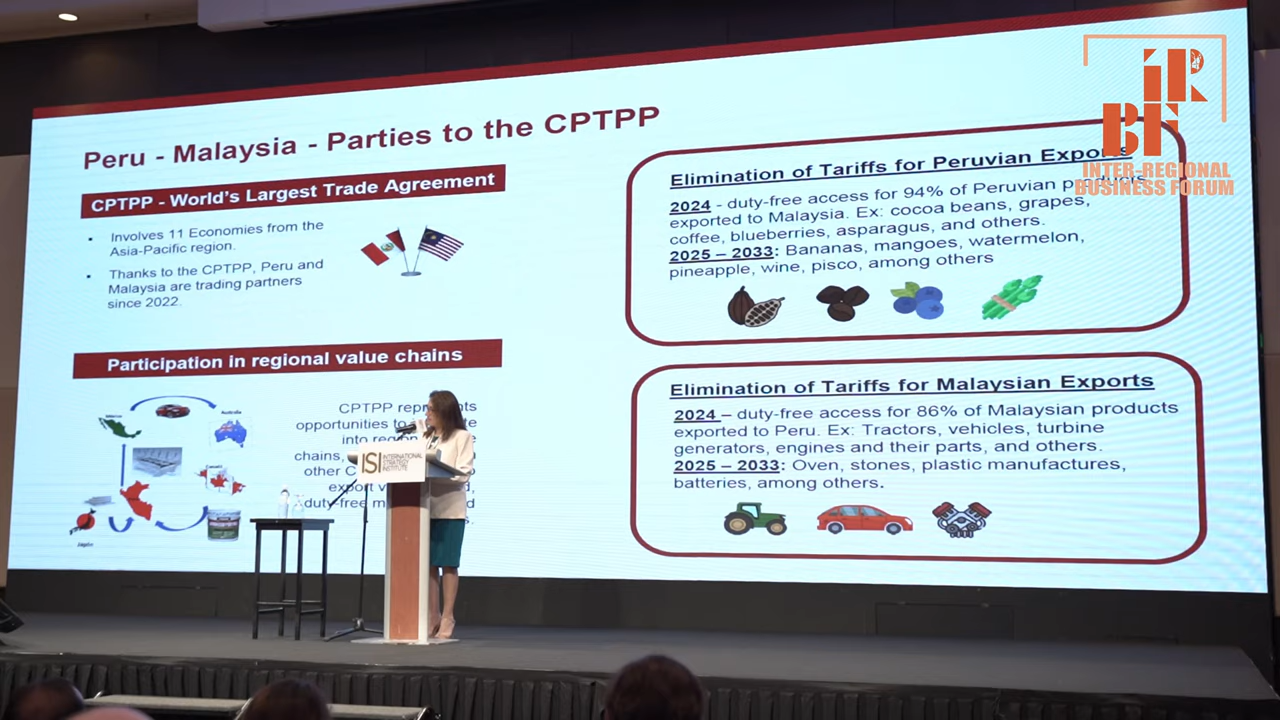 Peru - Malaysia - Parties to the CPTPP
CPTPP - World's Largest Trade Agreement
▪ Involves 11 Economies from the
Asia-Pacific region.
▪ Thanks to the CPTPP, Peru and
Malaysia are trading partners
since 2022.
Participation in regional value chains
Australia
CPTPP
opportunities to
into
chains,
other
export
duty-free
Elimination of Tariffs for Peruvian Exports
2024 - duty-free access for 94% of Peruvian products
exported to Malaysia. Ex: cocoa beans, grapes,
coffee, blueberries, asparagus, and others.
2025 – 2033: Bananas, mangoes, watermelon,
pineapple, wine, pisco, among others
Elimination of Tariffs for Malaysian Exports
2024 – duty-free access for 86% of Malaysian products
exported to Peru. Ex: Tractors, vehicles, turbine
generators, engines and their parts, and others.
2025 – 2033: Oven, stones, plastic manufactures,
batteries, among others.
ISI INTERNATIONAL
STRATEGY
INSTITUTE
IR
BF
INTER-REGIONAL
BUSINESS FORUM